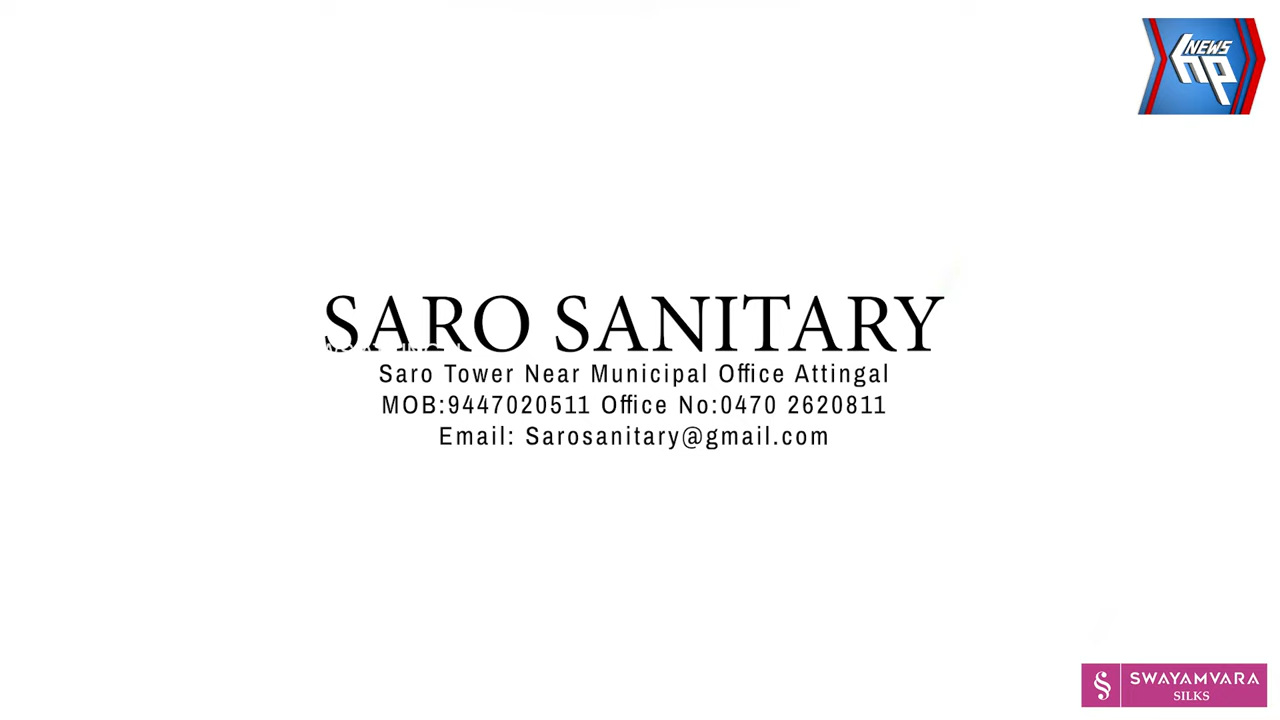 NEWS
hp
SARO SANITARY
Saro Tower Near Municipal Office Attingal
MOB:9447020511 Office No:0470 2620811
Email: Sarosanitary@gmail.com
SWAYAMVARA
SILKS